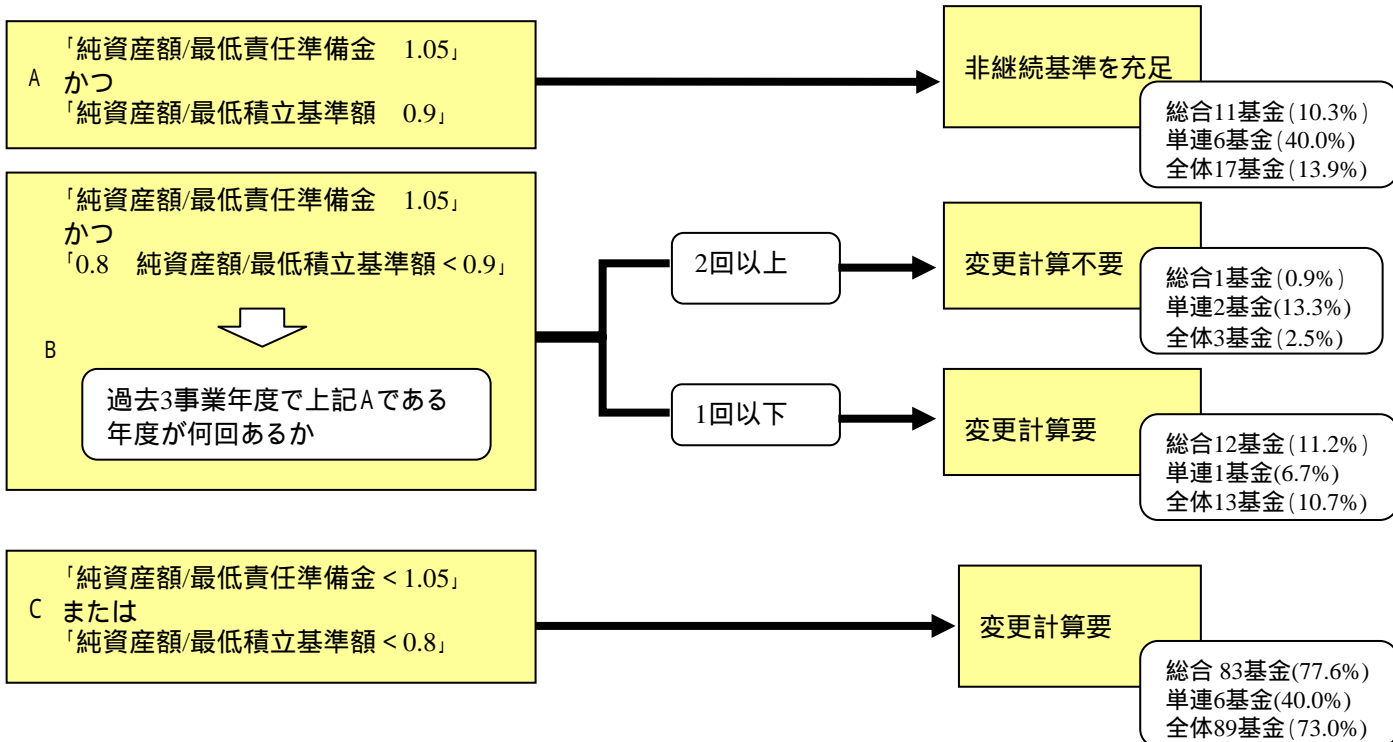 「純資産額/最低責任準備金　1.05」
A かつ
「純資産額/最低積立基準額　0.9」
非継続基準を充足
総合11基金(10.3%)
単連6基金(40.0%)
全体17基金(13.9%)
「純資産額/最低責任準備金　1.05」
かつ
「0.8　純資産額/最低積立基準額＜0.9」
B
過去3事業年度で上記Aである
年度が何回あるか
2回以上
変更計算不要
総合1基金(0.9%)
単連2基金(13.3%)
全体3基金(2.5%)
1回以下
変更計算要
総合12基金(11.2%)
単連1基金(6.7%)
全体13基金(10.7%)
「純資産額/最低責任準備金＜1.05」
C または
「純資産額/最低積立基準額＜0.8」
変更計算要
総合 83基金(77.6%)
単連6基金(40.0%)
全体89基金(73.0%)